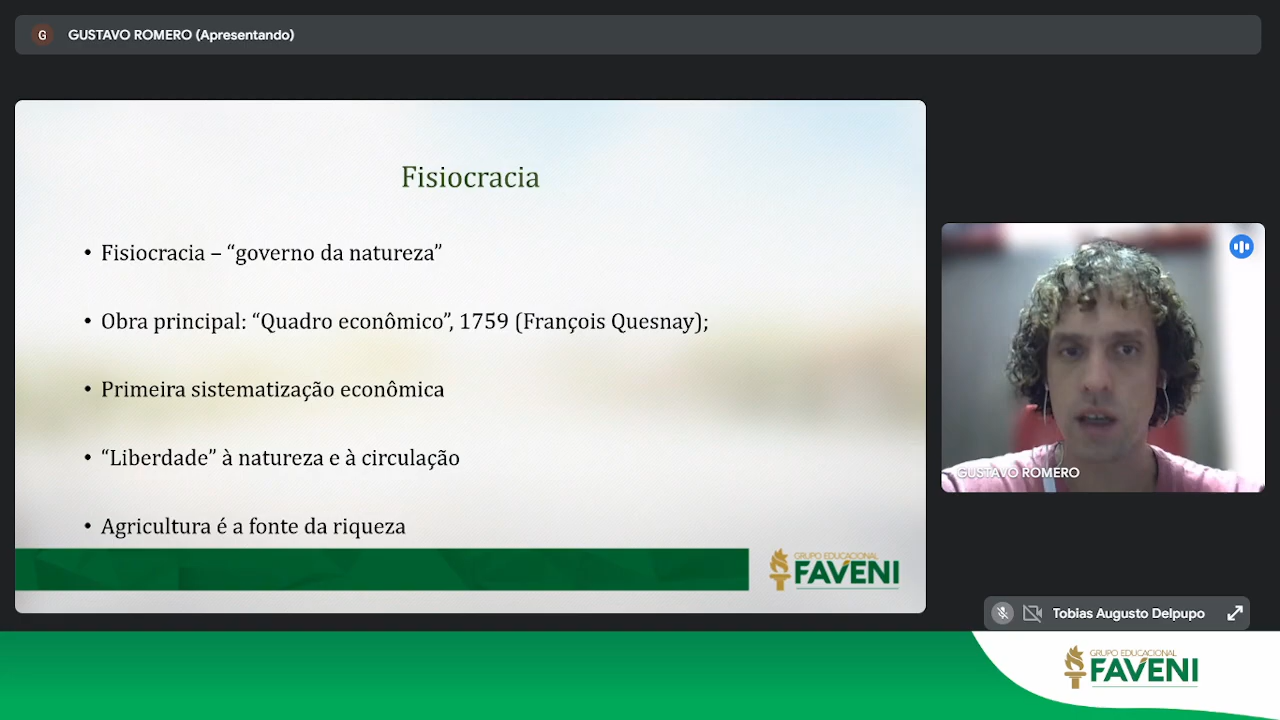 G
GUSTAVO ROMERO (Apresentando)
Fisiocracia
• Fisiocracia – “governo da natureza”
• Obra principal: “Quadro econômico”, 1759 (François Quesnay);
• Primeira sistematização econômica
• “Liberdade” à natureza e à circulação
• Agricultura é a fonte da riqueza
GRUPO EDUCACIONAL
FAVENI
GUSTAVO ROMERO
Tobias Augusto Delpupo
GRUPO EDUCACIONAL
FAVENI